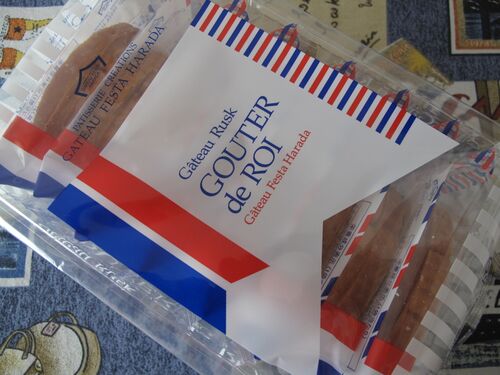 Gâteau Rusk
GOUTER
de ROI
Gâteau Festa Harada
PATISSERIE CREATIONS
GATEAU FESTA HARADA